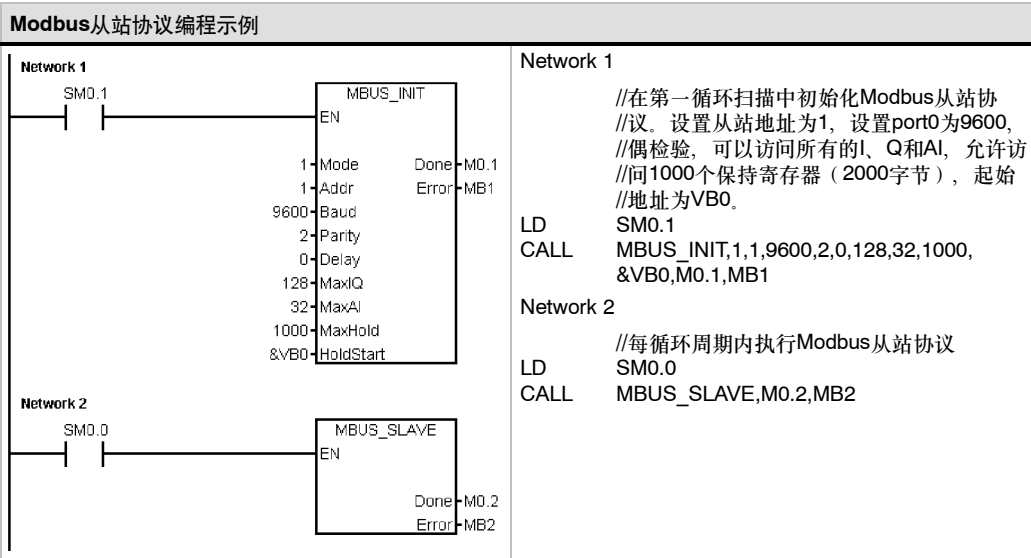 Modbus从站协议编程示例
Network 1
SM0.1
MBUS_INIT
EN
1 Mode Done M0.1
1 Addr Error MB1
9600 Baud
2 Parity
0 Delay
128 MaxIQ
32 MaxAI
1000 MaxHold
&VB0 HoldStart
Network 2
SM0.0
MBUS_SLAVE
EN
Done M0.2
Error MB2
Network 1
//在第一循环扫描中初始化Modbus从站协
//议。设置从站地址为1，设置port0为9600，
//偶检验，可以访问所有的I、Q和AI，允许访
//问1000个保持寄存器（2000字节），起始
//地址为VB0。
LD SM0.1
CALL MBUS_INIT,1,1,9600,2,0,128,32,1000,
&VB0,M0.1,MB1
Network 2
//每循环周期内执行Modbus从站协议
LD SM0.0
CALL MBUS_SLAVE,M0.2,MB2